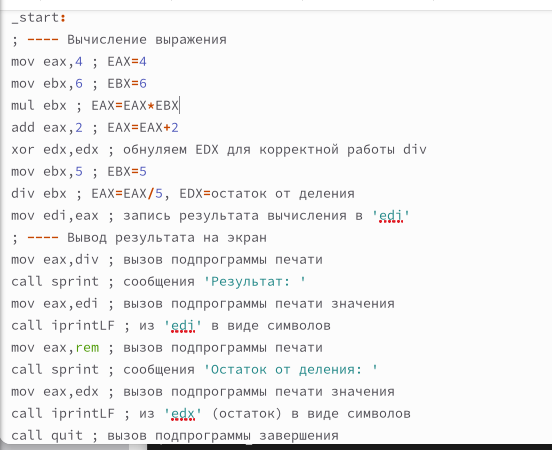 _start:
; ---- Вычисление выражения
mov eax,4 ; EAX=4
mov ebx,6 ; EBX=6
mul ebx ; EAX=EAX*EBX
add eax,2 ; EAX=EAX+2
xor edx,edx ; обнуляем EDX для корректной работы div
mov ebx,5 ; EBX=5
div ebx ; EAX=EAX/5, EDX=остаток от деления
mov edi,eax ; запись результата вычисления в 'edi'
; ---- Вывод результата на экран
mov eax,div ; вызов подпрограммы печати
call sprint ; сообщения 'Результат: '
mov eax,edi ; вызов подпрограммы печати значения
call iprintLF ; из 'edi' в виде символов
mov eax,rem ; вызов подпрограммы печати
call sprint ; сообщения 'Остаток от деления: '
mov eax,edx ; вызов подпрограммы печати значения
call iprintLF ; из 'edx' (остаток) в виде символов
call quit ; вызов подпрограммы завершения